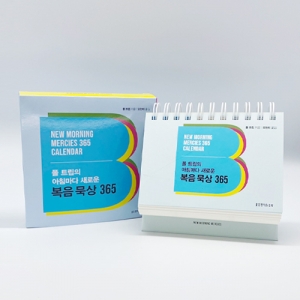 NEW MORNING
MERCIES 365
CALENDAR
폴 트립의
아침마다 새로운
복음 묵상 365
NEW MORNING
MERCIES 365
CALENDAR
폴 트립의
아침마다 새로운
복음 묵상 365